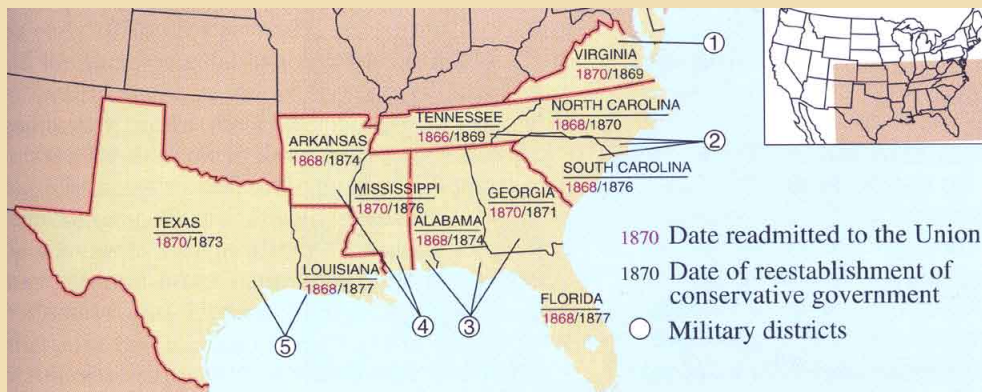 ①
VIRGINIA
1870/1869
NORTH CAROLINA
1868/1870
TENNESSEE
1866/1869
②
ARKANSAS
1868/1874
SOUTH CAROLINA
1868/1876
MISSISSIPPI
1870/1876
GEORGIA
1870/1871
ALABAMA
1868/1874
TEXAS
1870/1873
LOUISIANA
1868/1877
FLORIDA
1868/1877
④
③
⑤
1870 Date readmitted to the Union
1870 Date of reestablishment of
conservative government
Military districts